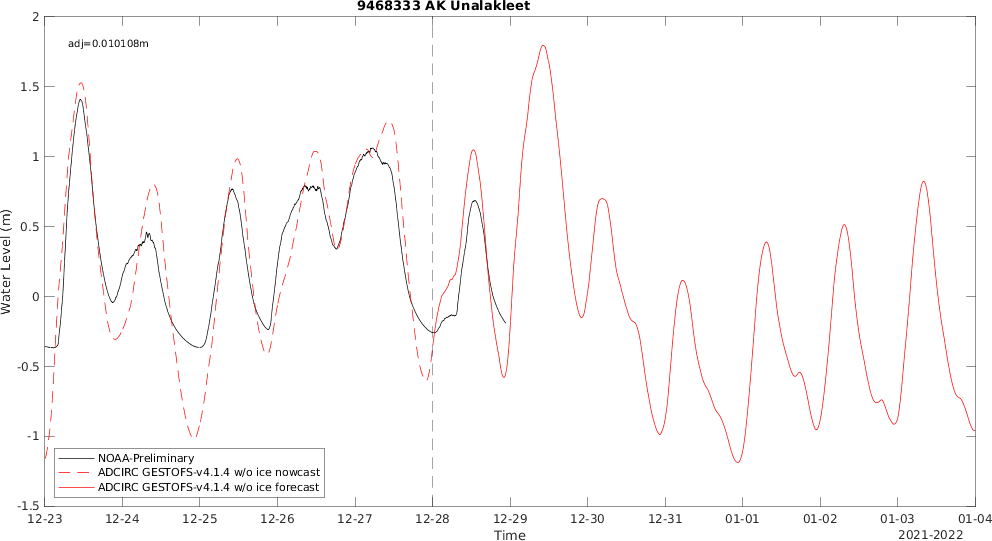 9468333 AK Unalakleet
adj=0.010108m
Water Level (m)
2
1.5
1
0.5
0
-0.5
-1
-1.5
NOAA-Preliminary
ADCIRC GESTOFS-v4.1.4 w/o ice nowcast
ADCIRC GESTOFS-v4.1.4 w/o ice forecast
12-23 12-24 12-25 12-26 12-27 12-28 12-29 12-30 12-31 01-01 01-02 01-03 01-04
Time
2021-2022